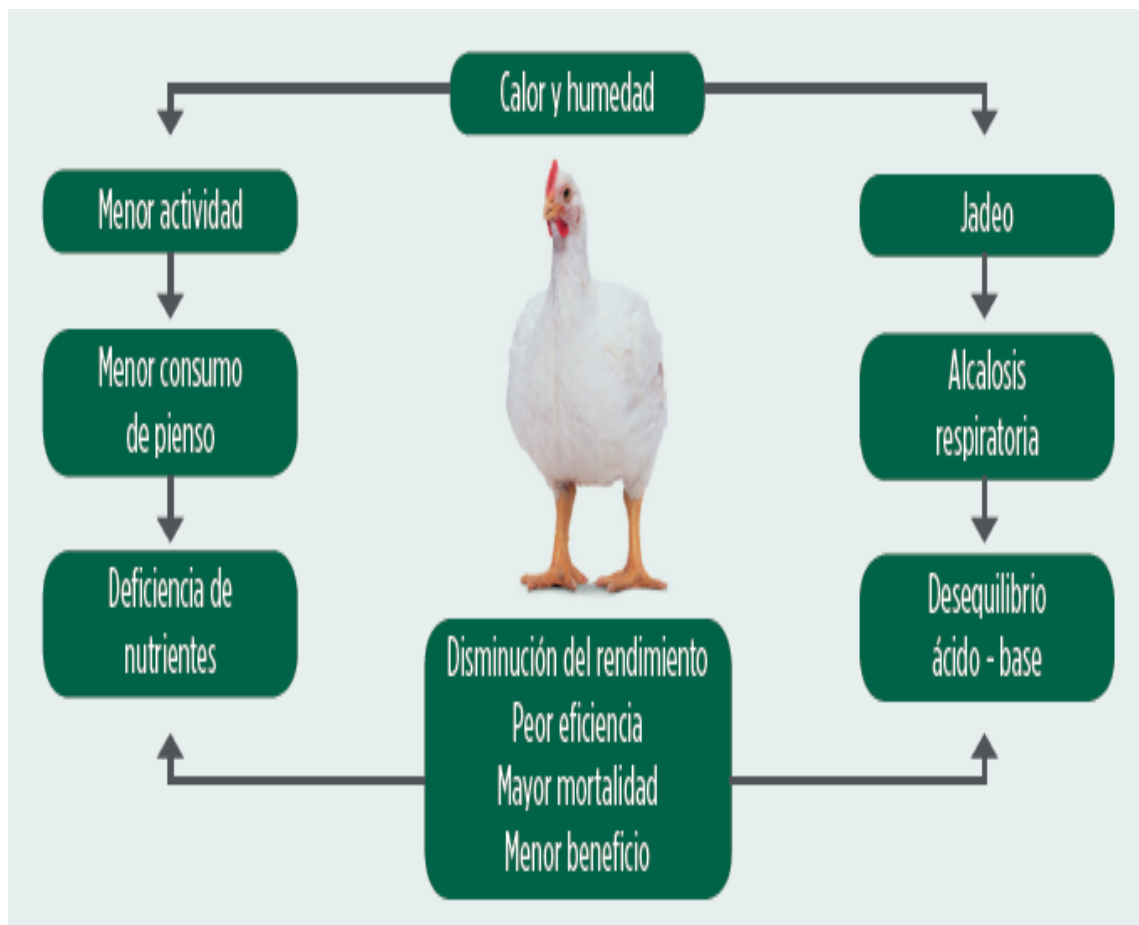 Calor y humedad
Menor actividad
Jadeo
Menor consumo
de pienso
Alcalosis
respiratoria
Deficiencia de
nutrientes
Desequilibrio
ácido - base
Disminución del rendimiento
Peor eficiencia
Mayor mortalidad
Menor beneficio